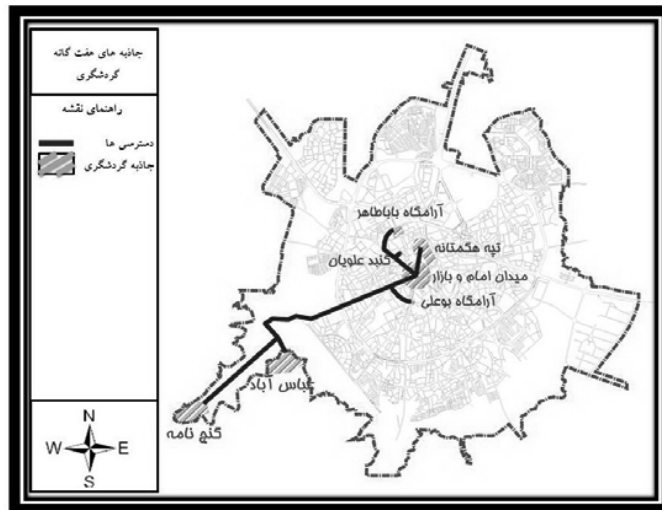 جاذبه های هفت گانه
گردشگری
راهنمای نقشه
دسترسی ها
جاذبه گردشگری
آرامگاه باباطاهر
تپه هگمتانه
گنبد علویان
میدان امام و بازار
آرامگاه بوعلی
عباس آباد
گنج نامه
N
W E
S